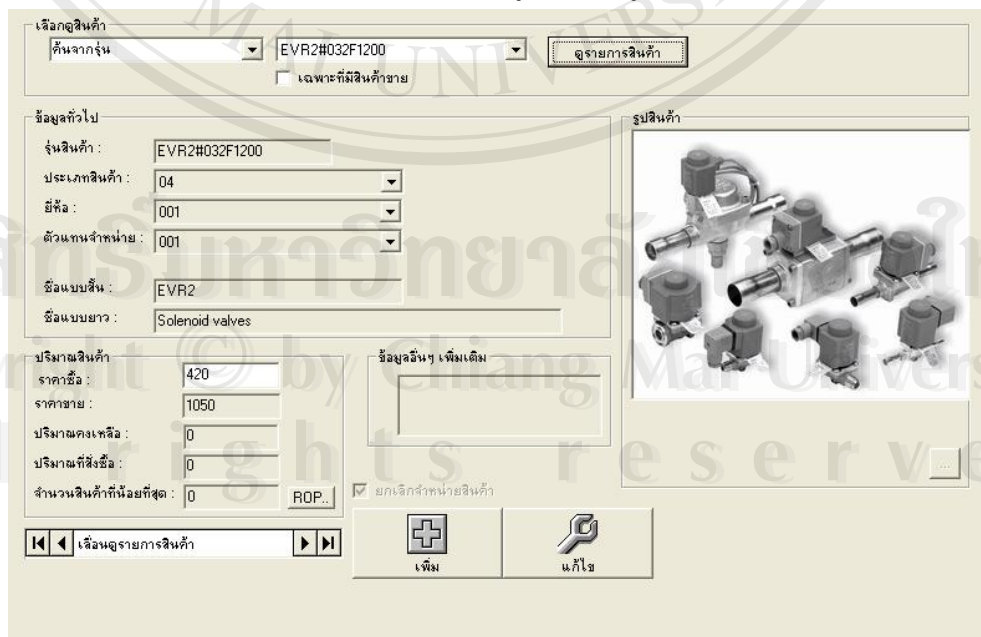 เลือกดูสินค้า
ค้นจากรุ่น EVR2#032F1200 ดูรายการสินค้า
เฉพาะที่มีสินค้าขาย
ข้อมูลทั่วไป
รุ่นสินค้า : EVR2#032F1200
ประเภทสินค้า : 04
ยี่ห้อ : 001
ตัวแทนจำหน่าย : 001
ชื่อแบบสั้น : EVR2
ชื่อแบบยาว : Solenoid valves
รูปสินค้า
ปริมาณสินค้า
ราคาซื้อ : 420
ราคาขาย : 1050
ปริมาณคงเหลือ : 0
ปริมาณที่สั่งซื้อ : 0
จำนวนสินค้าที่น้อยที่สุด : 0 ROP..
ข้อมูลอื่นๆ เพิ่มเติม
ยกเลิกจำหน่ายสินค้า
...
เลื่อนดูรายการสินค้า
เพิ่ม
แก้ไข
by Chiang Mai Univers
rights reserve